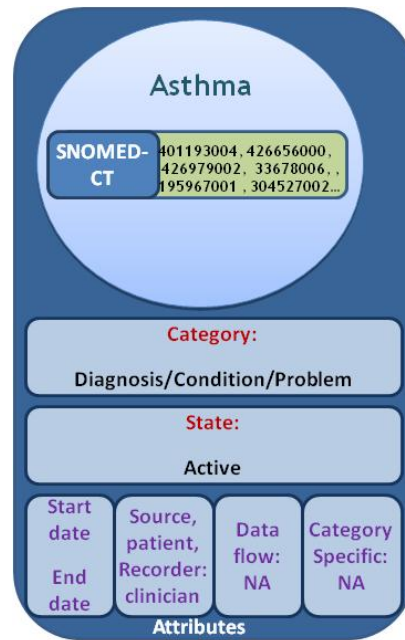 Asthma
SNOMED-
CT
401193004, 426656000,
426979002, 33678006, ,
195967001 , 304527002...
Category:
Diagnosis/Condition/Problem
State:
Active
Start
date
End
date
Source,
patient,
Recorder:
clinician
Data
flow:
NA
Category
Specific:
NA
Attributes